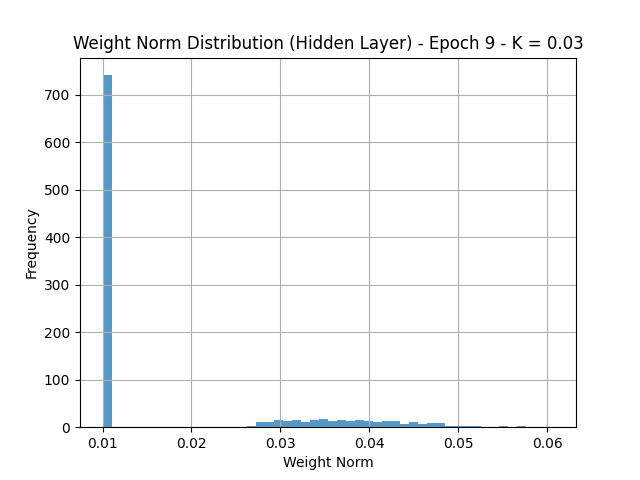 Weight Norm Distribution (Hidden Layer) - Epoch 9 - K = 0.03
700
600
500
400
300
200
100
0
Frequency
0.01 0.02 0.03 0.04 0.05 0.06
Weight Norm